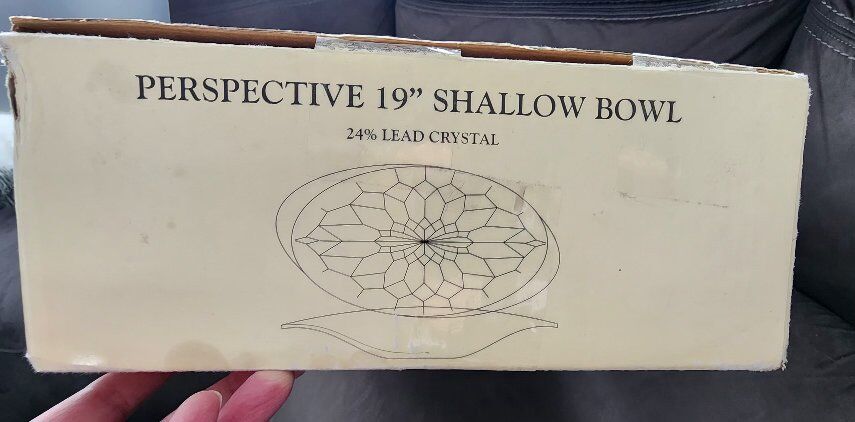 PERSPECTIVE 19” SHALLOW BOWL
24% LEAD CRYSTAL